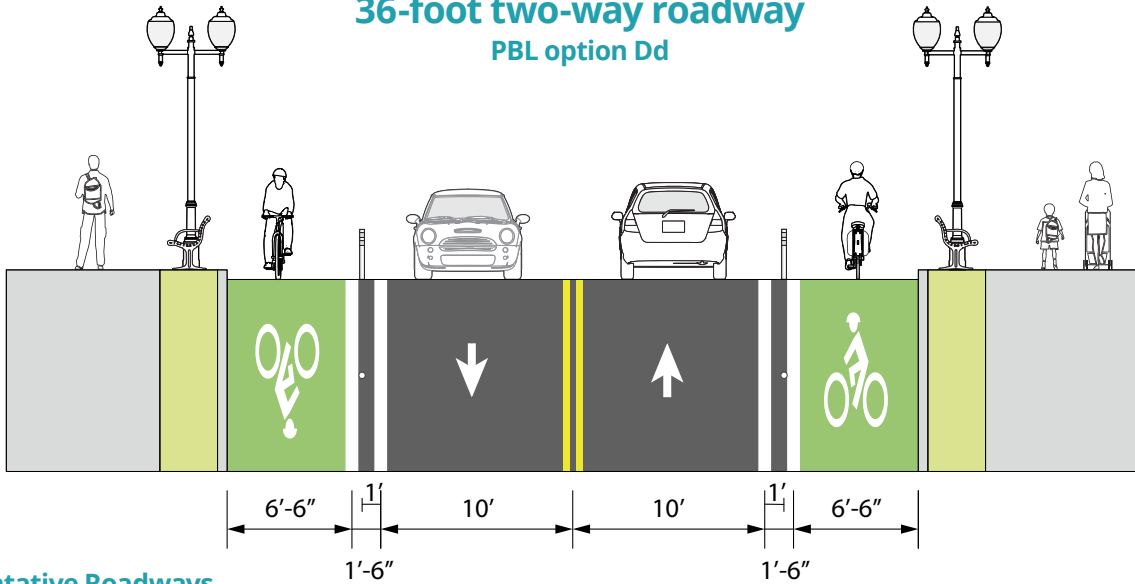 36-foot two-way roadway
PBL option Dd
6’-6” 1’ 10’ 10’ 1’ 6’-6”
1’-6” 1’-6”
Roadways